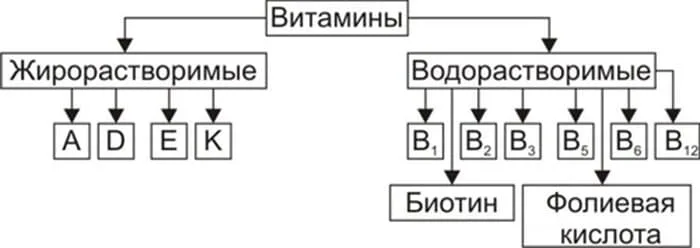 Витамины
Жирорастворимые Водорастворимые
A D E K B₁ B₂ B₃ B₅ B₆ B₁₂
Биотин Фолиевая
кислота